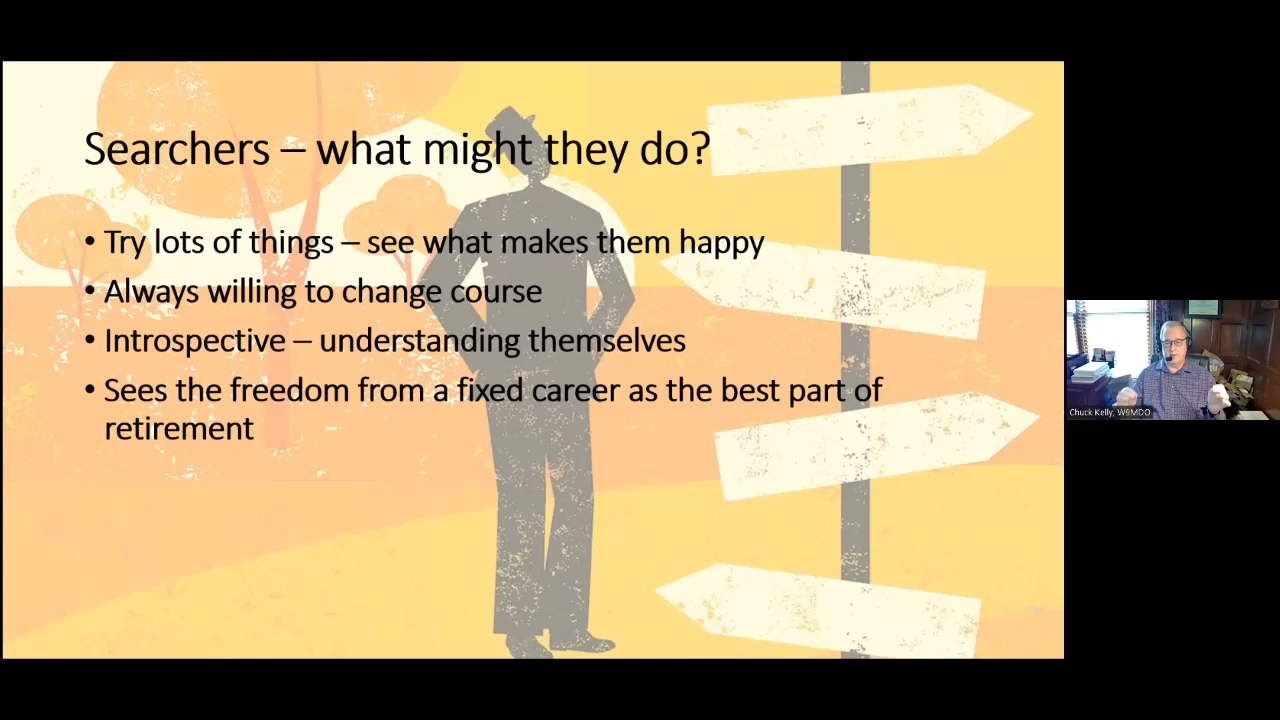 Searchers – what might they do?
• Try lots of things – see what makes them happy
• Always willing to change course
• Introspective – understanding themselves
• Sees the freedom from a fixed career as the best part of
retirement
Chuck Kelly, W9MDO